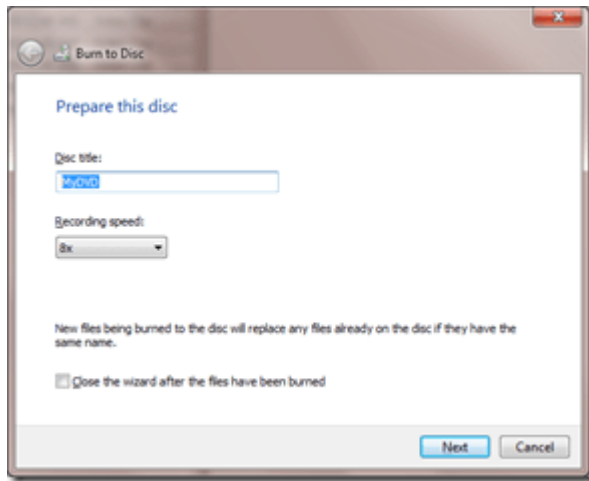 Burn to Disc
Prepare this disc
Disc title:
MyDVD
Recording speed:
8x
New files being burned to the disc will replace any files already on the disc if they have the
same name.
Close the wizard after the files have been burned
Next
Cancel